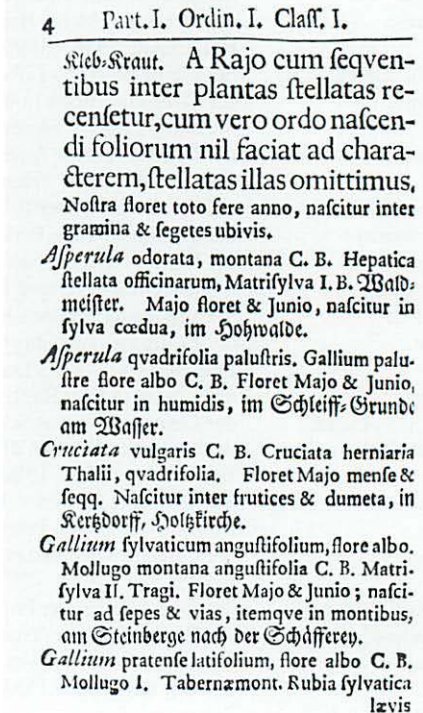 4 Part. I. Ordin. I. Claſſ. I.
Kleb-Kraut. A Rajo cum ſeqven-
tibus inter plantas ſtellatas re-
cenſetur, cum vero ordo naſcen-
di foliorum nil faciat ad chara-
cterem, ſtellatas illas omittimus.
Noſtra floret toto fere anno, naſcitur inter
gramina & ſegetes ubivis.
Aſperula odorata, montana C. B. Hepatica
ſtellata officinarum, Matriſylva I. B. Wald-
meiſter. Majo floret & Junio, naſcitur in
ſylva cœdua, im Hohwalde.
Aſperula qvadrifolia paluſtris. Gallium palu-
ſtre flore albo C. B. Floret Majo & Junio,
naſcitur in humidis, im Schleiff-Grunde
am Waſſer.
Cruciata vulgaris C. B. Cruciata herniaria
Thalii, qvadrifolia. Floret Majo menſe &
ſeqq. Naſcitur inter frutices & dumeta, in
Kertzdorff, Holtzkirche.
Gallium ſylvaticum anguſtifolium, flore albo.
Mollugo montana anguſtifolia C. B. Matri-
ſylva II. Tragi. Floret Majo & Junio; naſci-
tur ad ſepes & vias, itemqve in montibus,
am Steinberge nach der Schäfferey.
Gallium pratenſe latifolium, flore albo C. B.
Mollugo I. Tabernæmont. Rubia ſylvatica
lævis